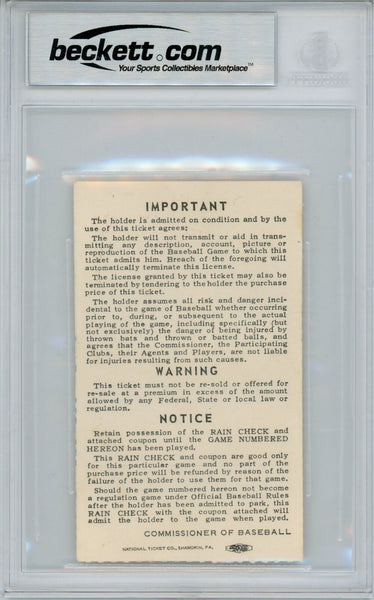 beckett.com
Your Sports Collectibles Marketplace™
IMPORTANT
The holder is admitted on condition and by the
use of this ticket agrees:
The holder will not transmit or aid in trans-
mitting any description, account, picture or
reproduction of the Baseball Game to which this
ticket admits him. Breach of the foregoing will
automatically terminate this license.
The license granted by this ticket may also be
terminated by tendering to the holder the purchase
price of this ticket.
The holder assumes all risk and danger inci-
dental to the game of Baseball whether occurring
prior to, during, or subsequent to the actual
playing of the game, including specifically (but
not exclusively) the danger of being injured by
thrown bats and thrown or batted balls, and
agrees that the Commissioner, the Participating
Clubs, their Agents and Players, are not liable
for injuries resulting from such causes.
WARNING
This ticket must not be re-sold or offered for
re-sale at a premium in excess of the amount
allowed by any Federal, State or local law or
regulation.
NOTICE
Retain possession of the RAIN CHECK and
attached coupon until the GAME NUMBERED
HEREON has been played.
This RAIN CHECK and coupon are good only
for this particular game and no part of the
purchase price will be refunded by reason of the
failure of the holder to use them for that game.
Should the game numbered hereon not become
a regulation game under Official Baseball Rules
after the holder has been admitted to park, this
RAIN CHECK with the coupon attached will
admit the holder to the game when played.
COMMISSIONER OF BASEBALL
NATIONAL TICKET CO., SHAMOKIN, PA.